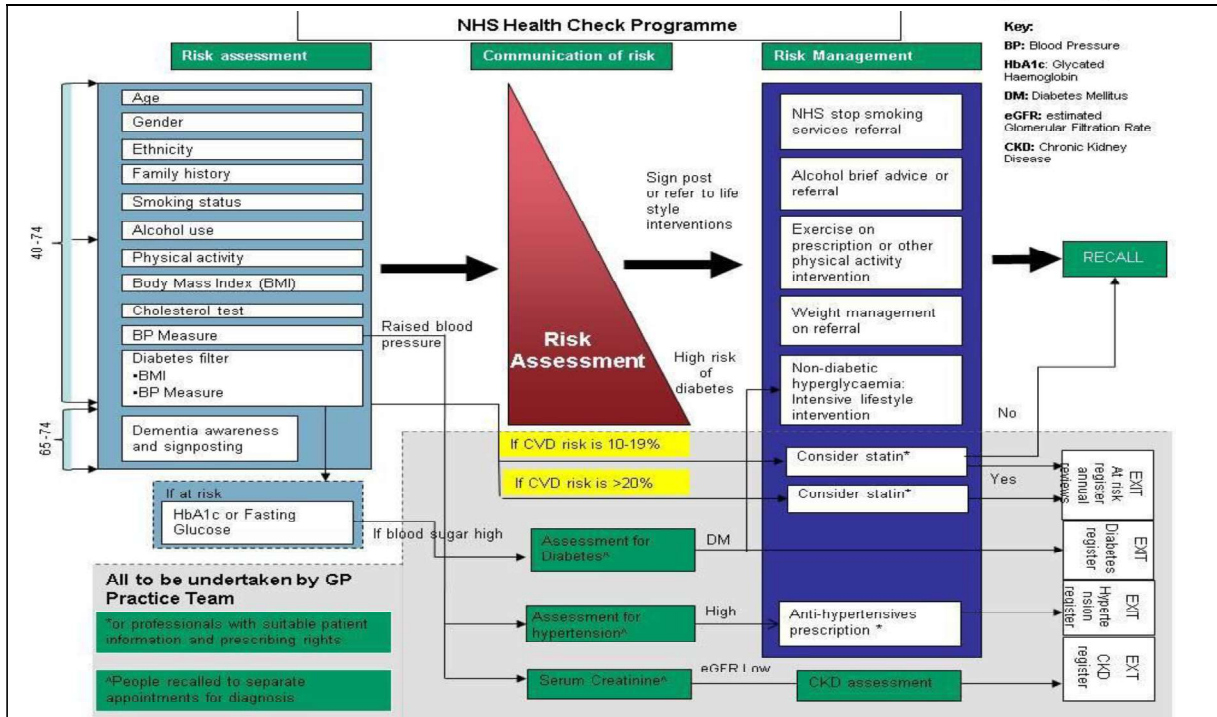 NHS Health Check Programme
Risk assessment
Communication of risk
Risk Management
Key:
BP: Blood Pressure
HbA1c: Glycated
Haemoglobin
DM: Diabetes Mellitus
eGFR: estimated
Glomerular Filtration Rate
CKD: Chronic Kidney
Disease
40-74
65-74
Age
Gender
Ethnicity
Family history
Smoking status
Alcohol use
Physical activity
Body Mass Index (BMI)
Cholesterol test
BP Measure
Diabetes filter
•BMI
•BP Measure
Dementia awareness
and signposting
If at risk
HbA1c or Fasting
Glucose
Raised blood
pressure
If blood sugar high
Risk
Assessment
Sign post
or refer to life
style
interventions
High risk
of
diabetes
NHS stop smoking
services referral
Alcohol brief advice or
referral
Exercise on
prescription or other
physical activity
intervention
Weight management
on referral
Non-diabetic
hyperglycaemia:
Intensive lifestyle
intervention
RECALL
No
Yes
If CVD risk is 10-19%
Consider statin*
If CVD risk is >20%
Consider statin*
EXIT
At risk
register
annual
reviews
Assessment for
Diabetes^
DM
EXIT
Diabetes
register
Assessment for
hypertension^
High
Anti-hypertensives
prescription *
EXIT
Hyperte
nsion
register
Serum Creatinine^
eGFR Low
CKD assessment
EXIT
CKD
register
All to be undertaken by GP
Practice Team
*or professionals with suitable patient
information and prescribing rights
^People recalled to separate
appointments for diagnosis